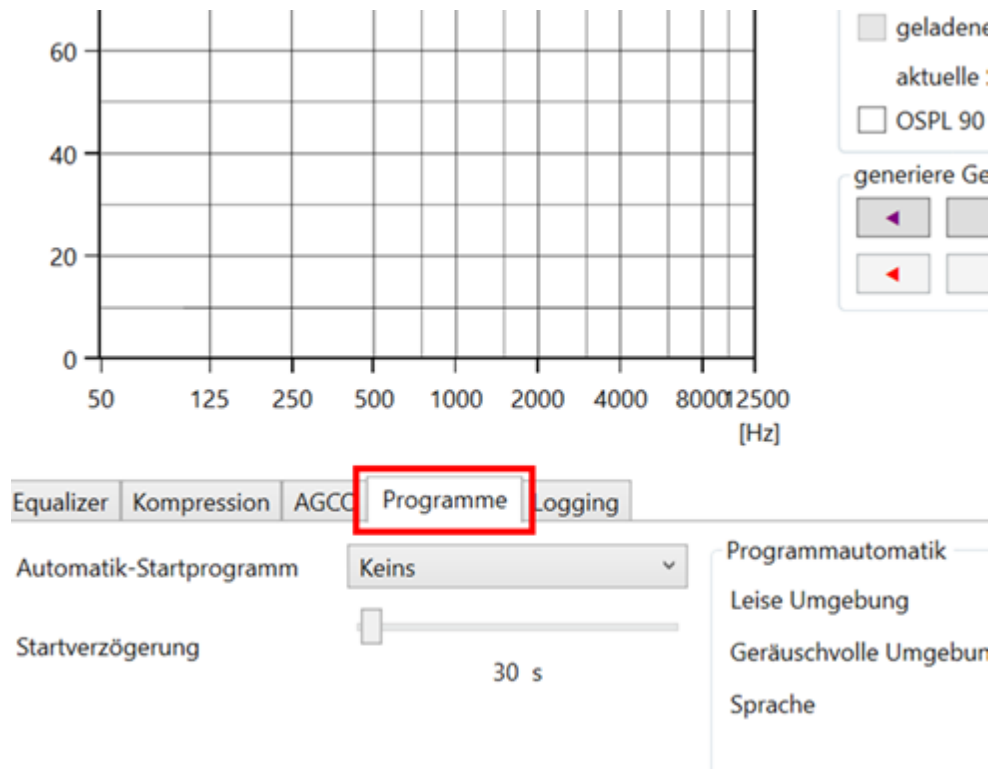 60
40
20
0
50 125 250 500 1000 2000 4000 8000 12500
[Hz]
geladene
aktuelle
OSPL 90
generiere Ge
Equalizer Kompression AGCO Programme Logging
Automatik-Startprogramm Keins
Startverzögerung
30 s
Programmautomatik
Leise Umgebung
Geräuschvolle Umgebun
Sprache